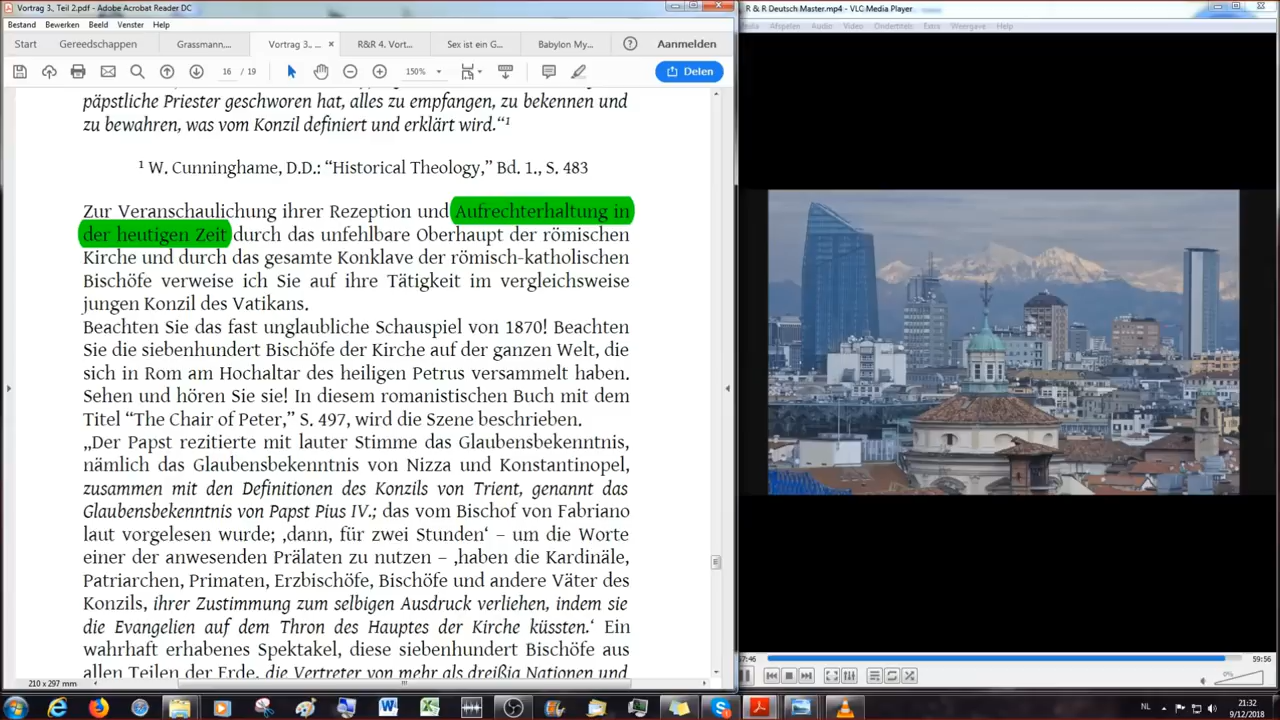 Vortrag 3, Teil 2.pdf - Adobe Acrobat Reader DC
Bestand Bewerken Beeld Venster Help
Start Gereedschappen Grassmann.... Vortrag 3.. ... × R&R 4. Vort... Sex ist ein G... Babylon My... Aanmelden
16 / 19 150% Delen
päpstliche Priester geschworen hat, alles zu empfangen, zu bekennen und
zu bewahren, was vom Konzil definiert und erklärt wird.“¹
¹ W. Cunninghame, D.D.: “Historical Theology,” Bd. 1., S. 483
Zur Veranschaulichung ihrer Rezeption und Aufrechterhaltung in
der heutigen Zeit durch das unfehlbare Oberhaupt der römischen
Kirche und durch das gesamte Konklave der römisch-katholischen
Bischöfe verweise ich Sie auf ihre Tätigkeit im vergleichsweise
jungen Konzil des Vatikans.
Beachten Sie das fast unglaubliche Schauspiel von 1870! Beachten
Sie die siebenhundert Bischöfe der Kirche auf der ganzen Welt, die
sich in Rom am Hochaltar des heiligen Petrus versammelt haben.
Sehen und hören Sie sie! In diesem romanistischen Buch mit dem
Titel “The Chair of Peter,” S. 497, wird die Szene beschrieben.
„Der Papst rezitierte mit lauter Stimme das Glaubensbekenntnis,
nämlich das Glaubensbekenntnis von Nizza und Konstantinopel,
zusammen mit den Definitionen des Konzils von Trient, genannt das
Glaubensbekenntnis von Papst Pius IV.; das vom Bischof von Fabriano
laut vorgelesen wurde; ‚dann, für zwei Stunden‘ – um die Worte
einer der anwesenden Prälaten zu nutzen – ‚haben die Kardinäle,
Patriarchen, Primaten, Erzbischöfe, Bischöfe und andere Väter des
Konzils, ihrer Zustimmung zum selbigen Ausdruck verliehen, indem sie
die Evangelien auf dem Thron des Hauptes der Kirche küssten.‘ Ein
wahrhaft erhabenes Spektakel, diese siebenhundert Bischöfe aus
allen Teilen der Erde, die Vertreter von mehr als dreißig Nationen und
210 x 297 mm
R & R Deutsch Master.mp4 - VLC Media Player
Media Afspelen Audio Video Ondertitels Extra Weergave Help
:46 59:56
0%
NL 21:32
9/12/2018